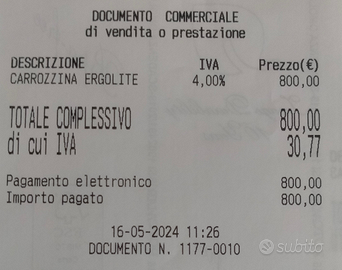 DOCUMENTO COMMERCIALE
di vendita o prestazione
DESCRIZIONE IVA Prezzo(€)
CARROZZINA ERGOLITE 4,00% 800,00
TOTALE COMPLESSIVO 800,00
di cui IVA 30,77
Pagamento elettronico 800,00
Importo pagato 800,00
16-05-2024 11:26
DOCUMENTO N. 1177-0010
subito